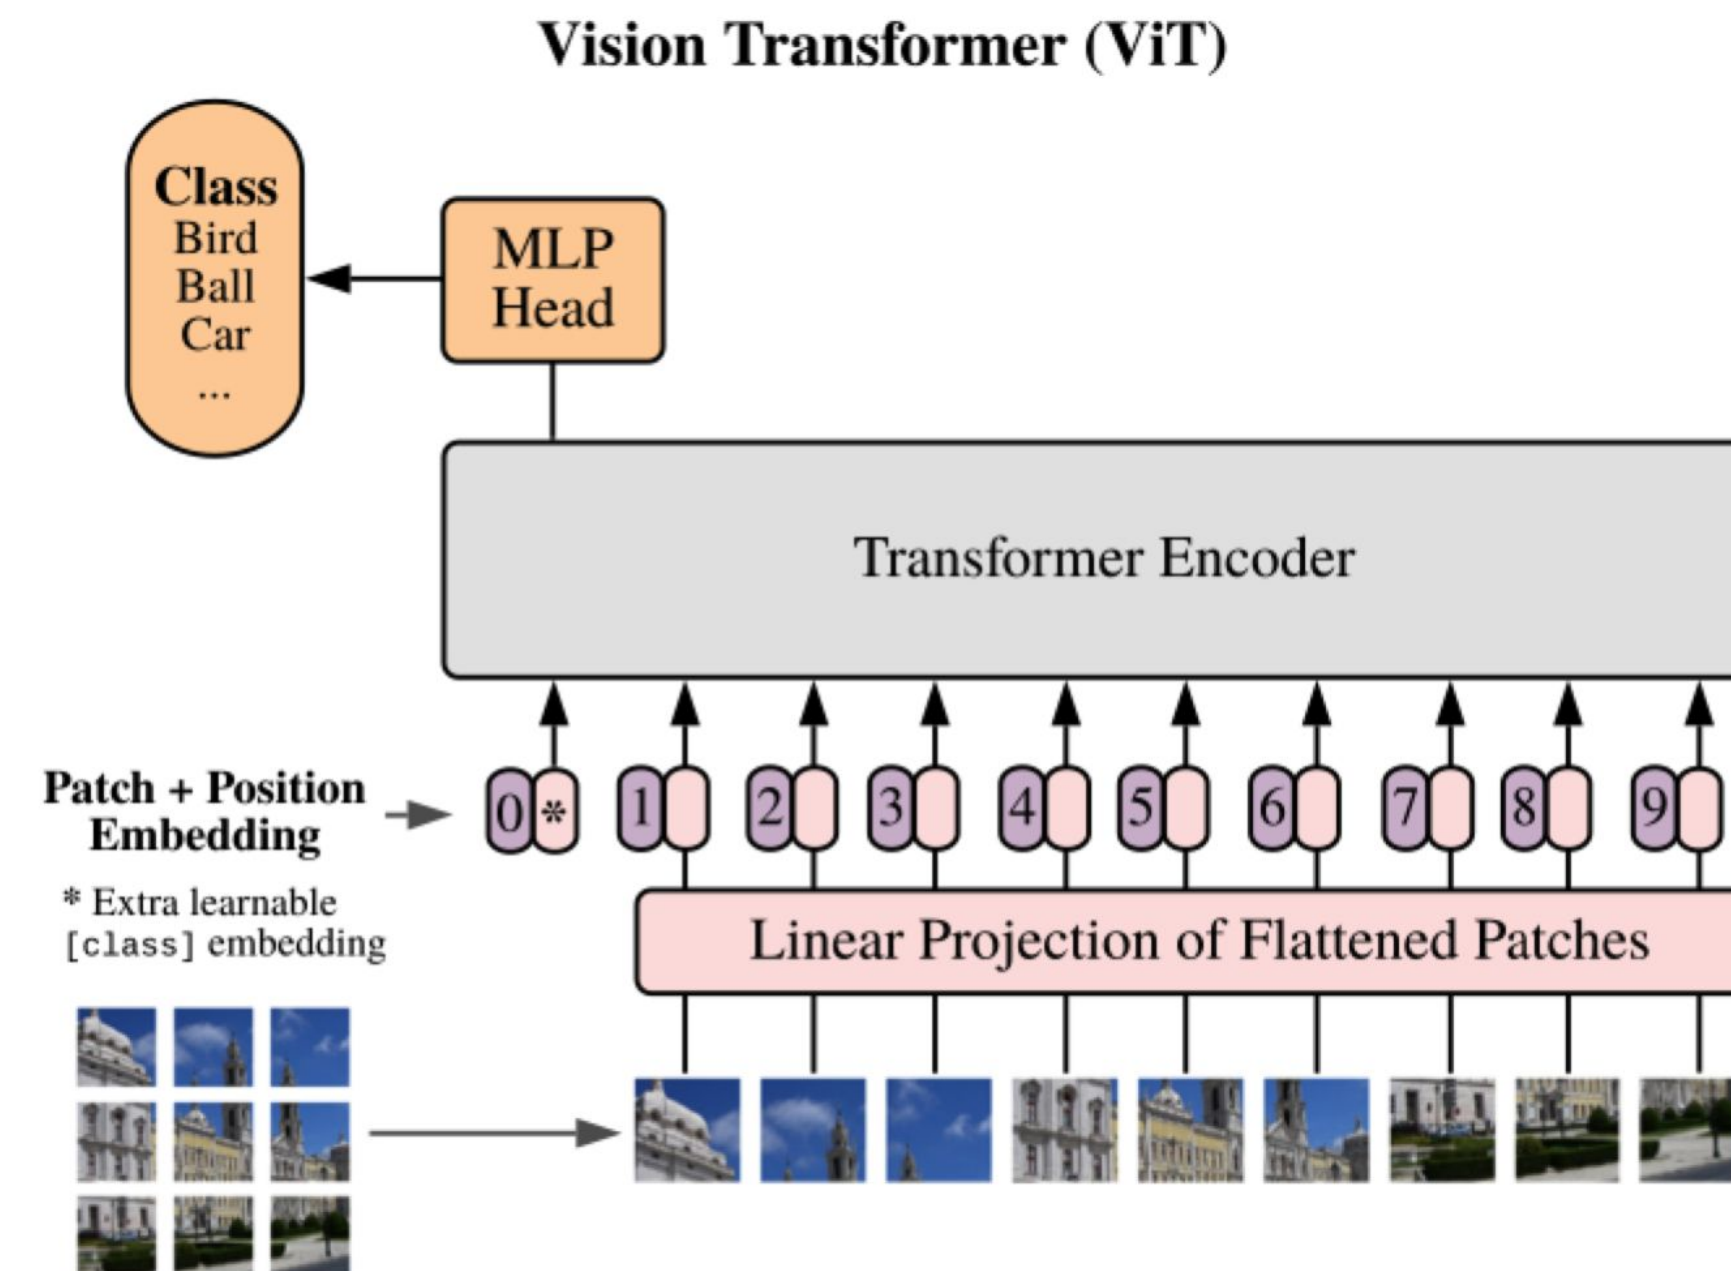 Vision Transformer (ViT)
Class
Bird
Ball
Car
...
MLP
Head
Transformer Encoder
Patch + Position
Embedding
0 * 1 2 3 4 5 6 7 8 9
* Extra learnable
[class] embedding
Linear Projection of Flattened Patches